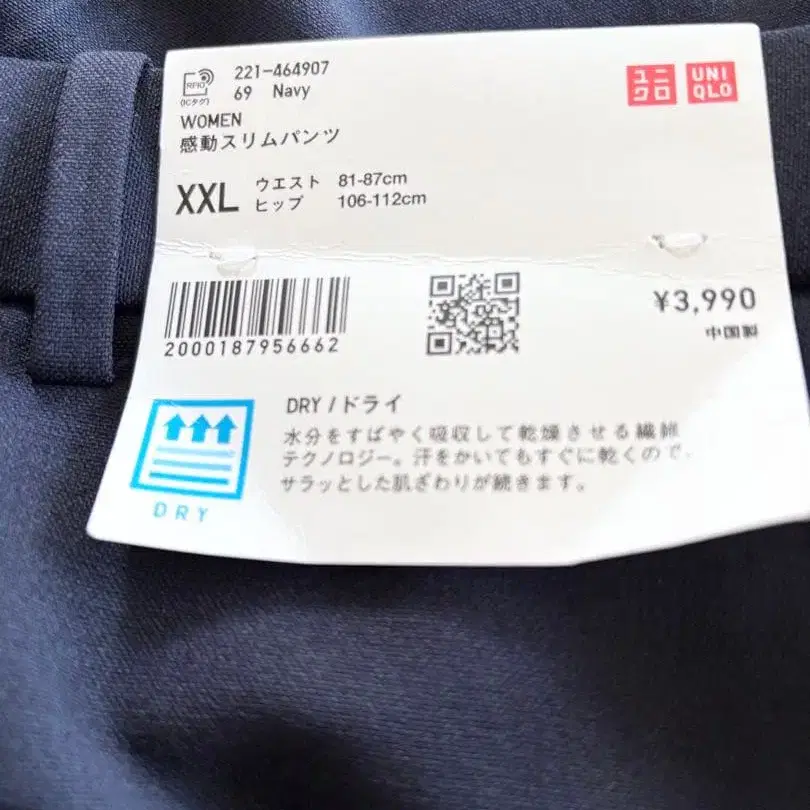 RFID
(ICタグ)
221-464907
69 Navy
ユニクロ
UNIQLO
WOMEN
感動スリムパンツ
XXL
ウエスト 81-87cm
ヒップ 106-112cm
2000187956662
¥3,990
中国製
DRY
DRY/ドライ
水分をすばやく吸収して乾燥させる繊維
テクノロジー。汗をかいてもすぐに乾くので、
サラッとした肌ざわりが続きます。